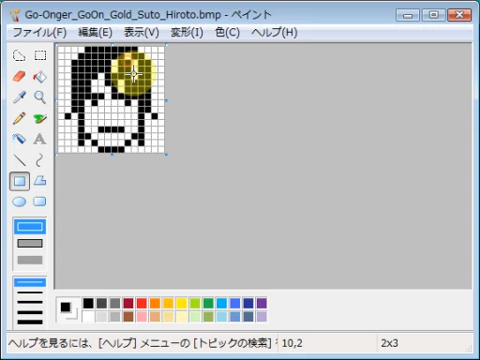 Go-Onger_GoOn_Gold_Suto_Hiroto.bmp - ペイント
ファイル(F) 編集(E) 表示(V) 変形(I) 色(C) ヘルプ(H)
ヘルプを見るには、[ヘルプ] メニューの [トピックの検索] 10,2 2x3